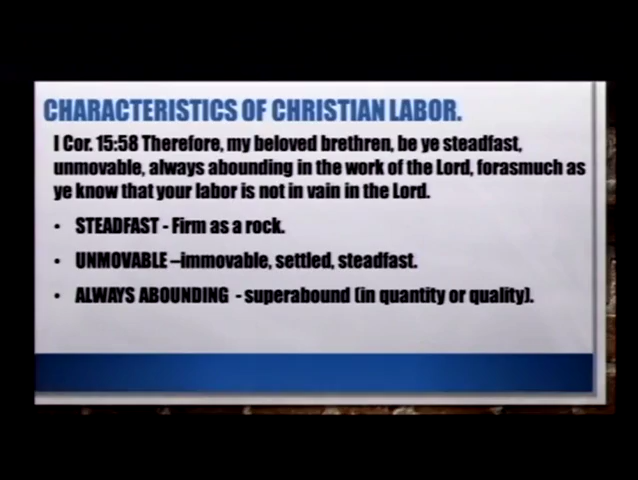 CHARACTERISTICS OF CHRISTIAN LABOR.
I Cor. 15:58 Therefore, my beloved brethren, be ye steadfast,
unmovable, always abounding in the work of the Lord, forasmuch as
ye know that your labor is not in vain in the Lord.
• STEADFAST - Firm as a rock.
• UNMOVABLE –immovable, settled, steadfast.
• ALWAYS ABOUNDING - superabound (in quantity or quality).